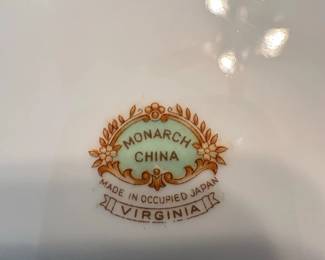 MONARCH
CHINA
MADE IN OCCUPIED JAPAN
VIRGINIA